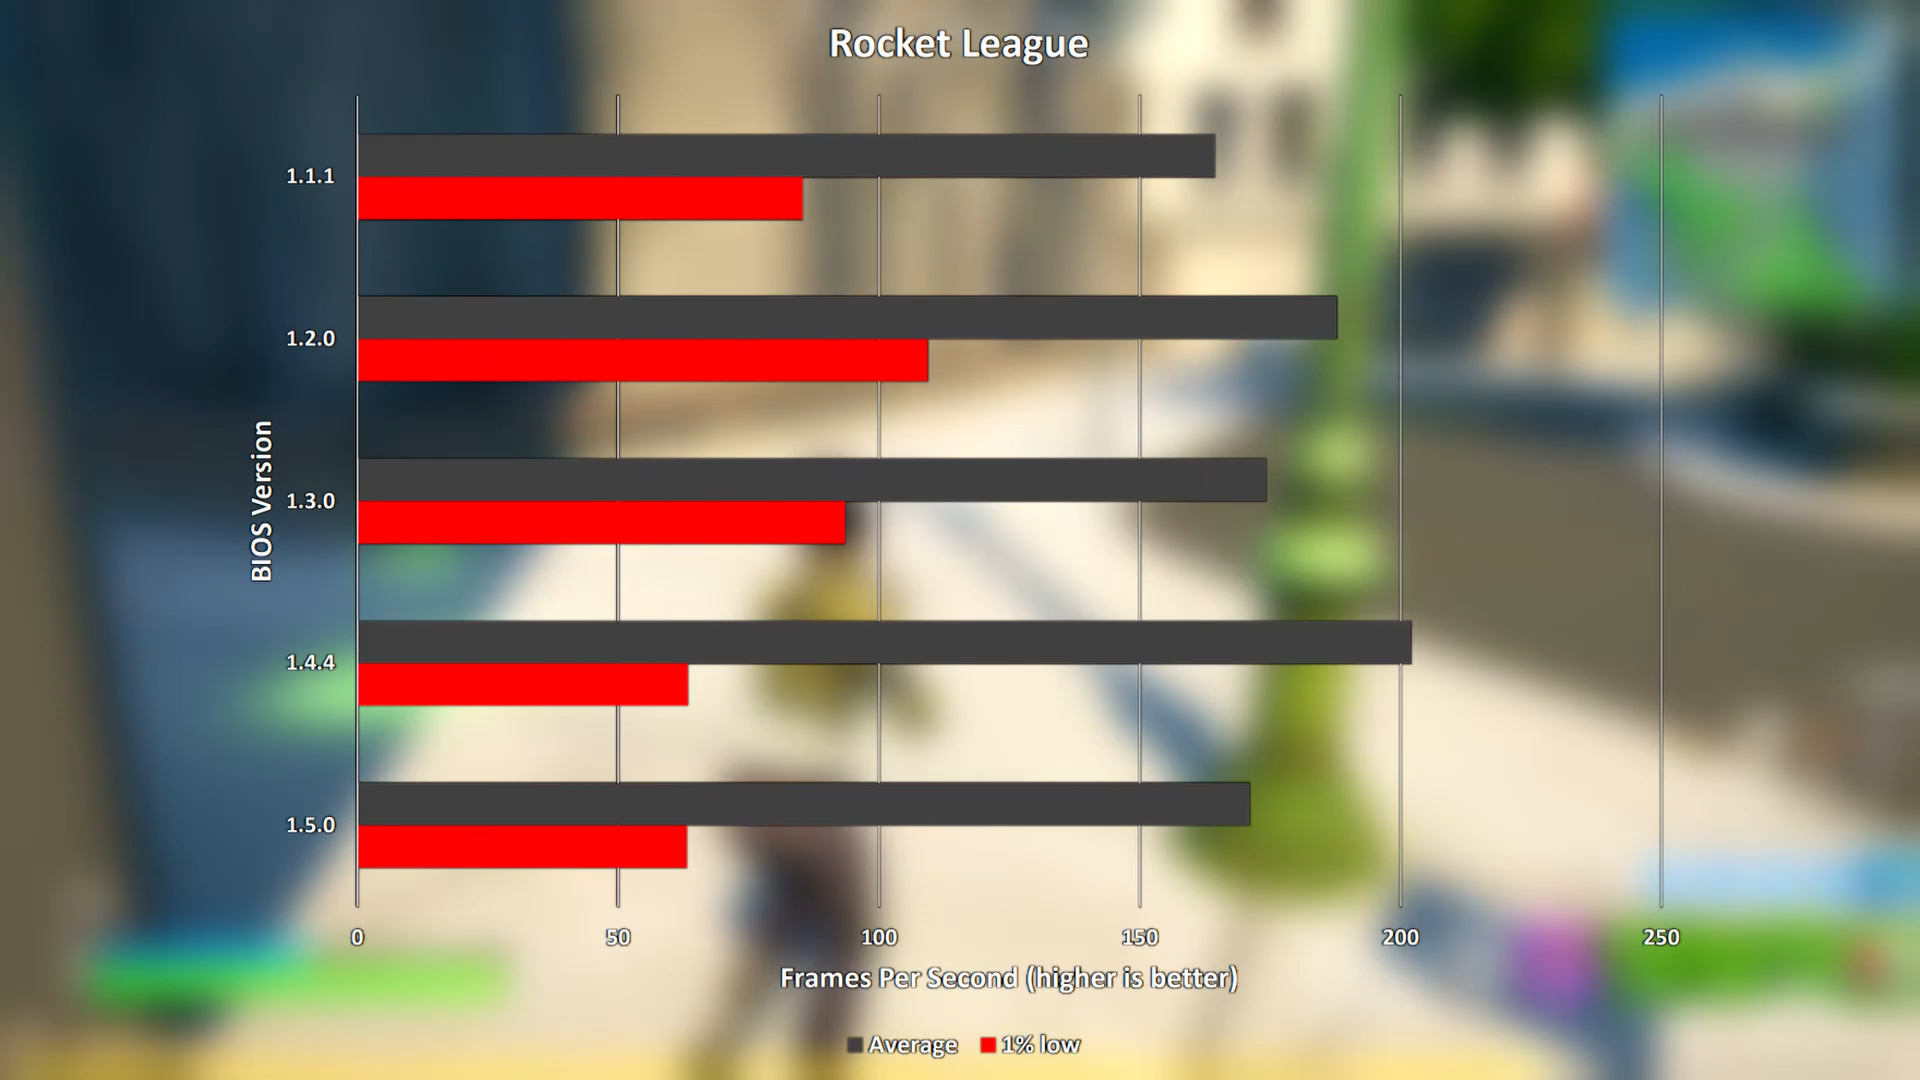 Rocket League
1.1.1
1.2.0
1.3.0
1.4.4
1.5.0
BIOS Version
0 50 100 150 200 250
Frames Per Second (higher is better)
Average 1% low